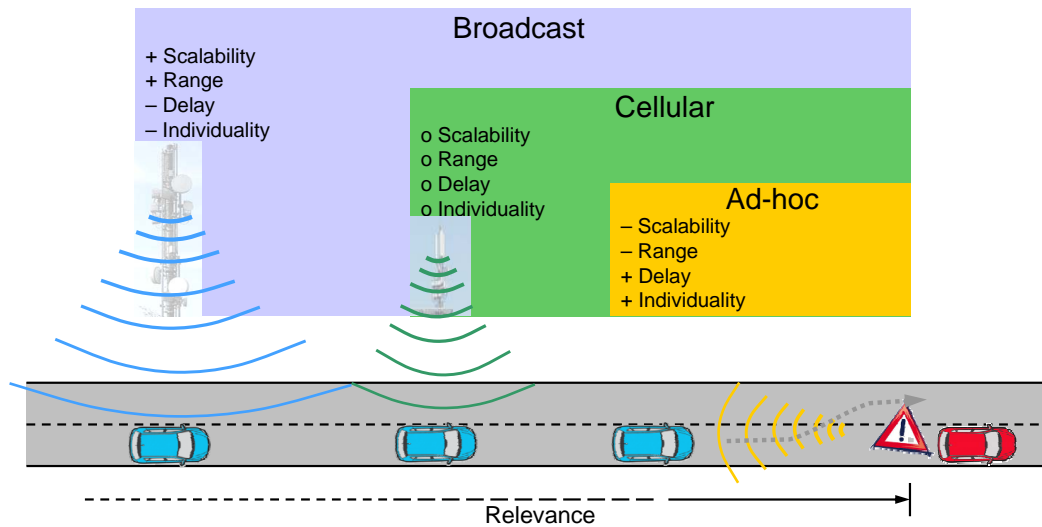 Broadcast
+ Scalability
+ Range
– Delay
– Individuality
Cellular
o Scalability
o Range
o Delay
o Individuality
Ad-hoc
– Scalability
– Range
+ Delay
+ Individuality
!
Relevance